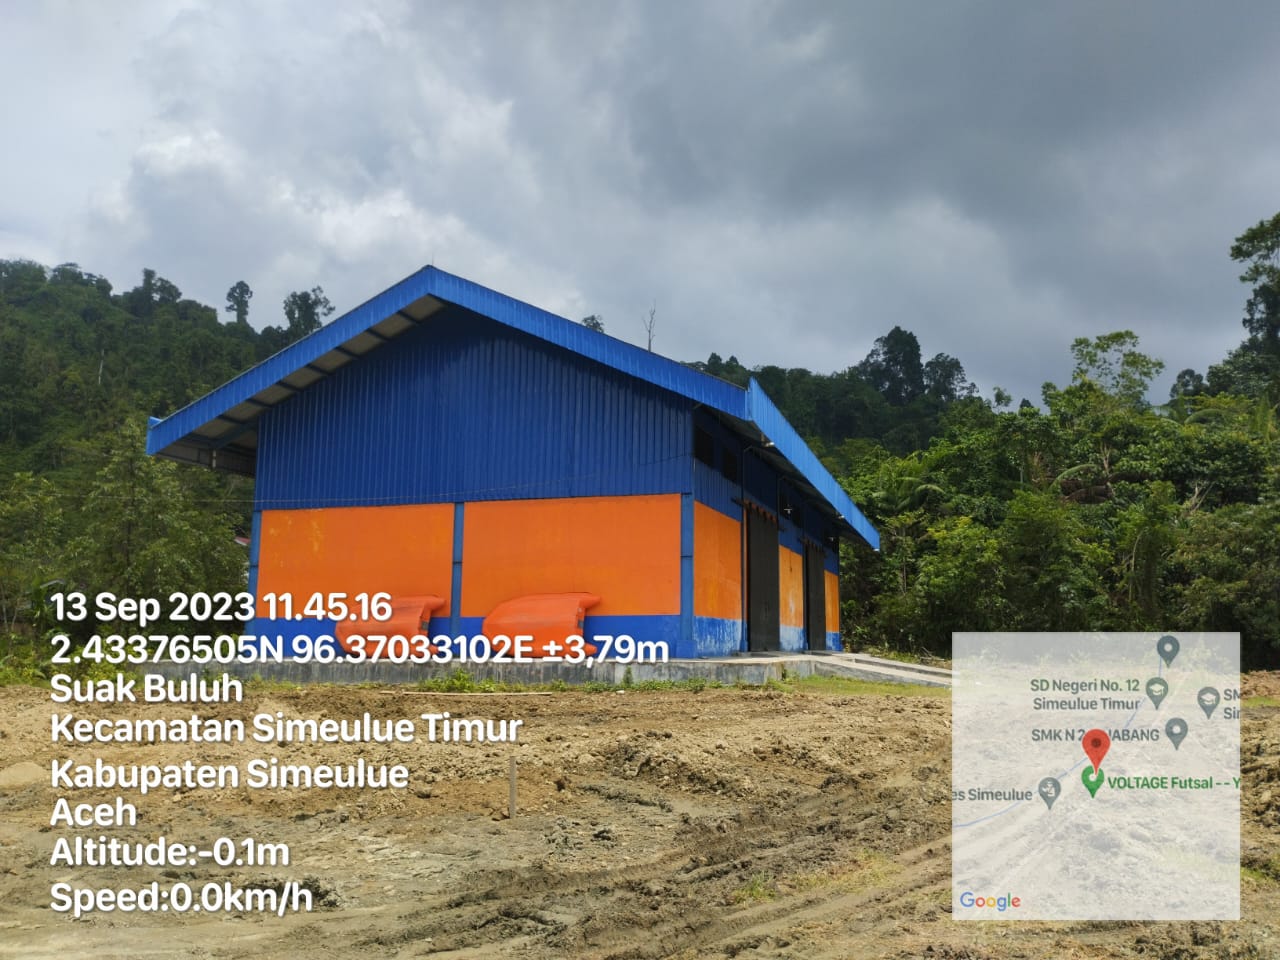 13 Sep 2023 11.45.16
2.43376505N 96.37033102E ±3,79m
Suak Buluh
Kecamatan Simeulue Timur
Kabupaten Simeulue
Aceh
Altitude:-0.1m
Speed:0.0km/h
SD Negeri No. 12
Simeulue Timur
SMK N 2
VOLTAGE Futsal - - Y
es Simeulue
Google